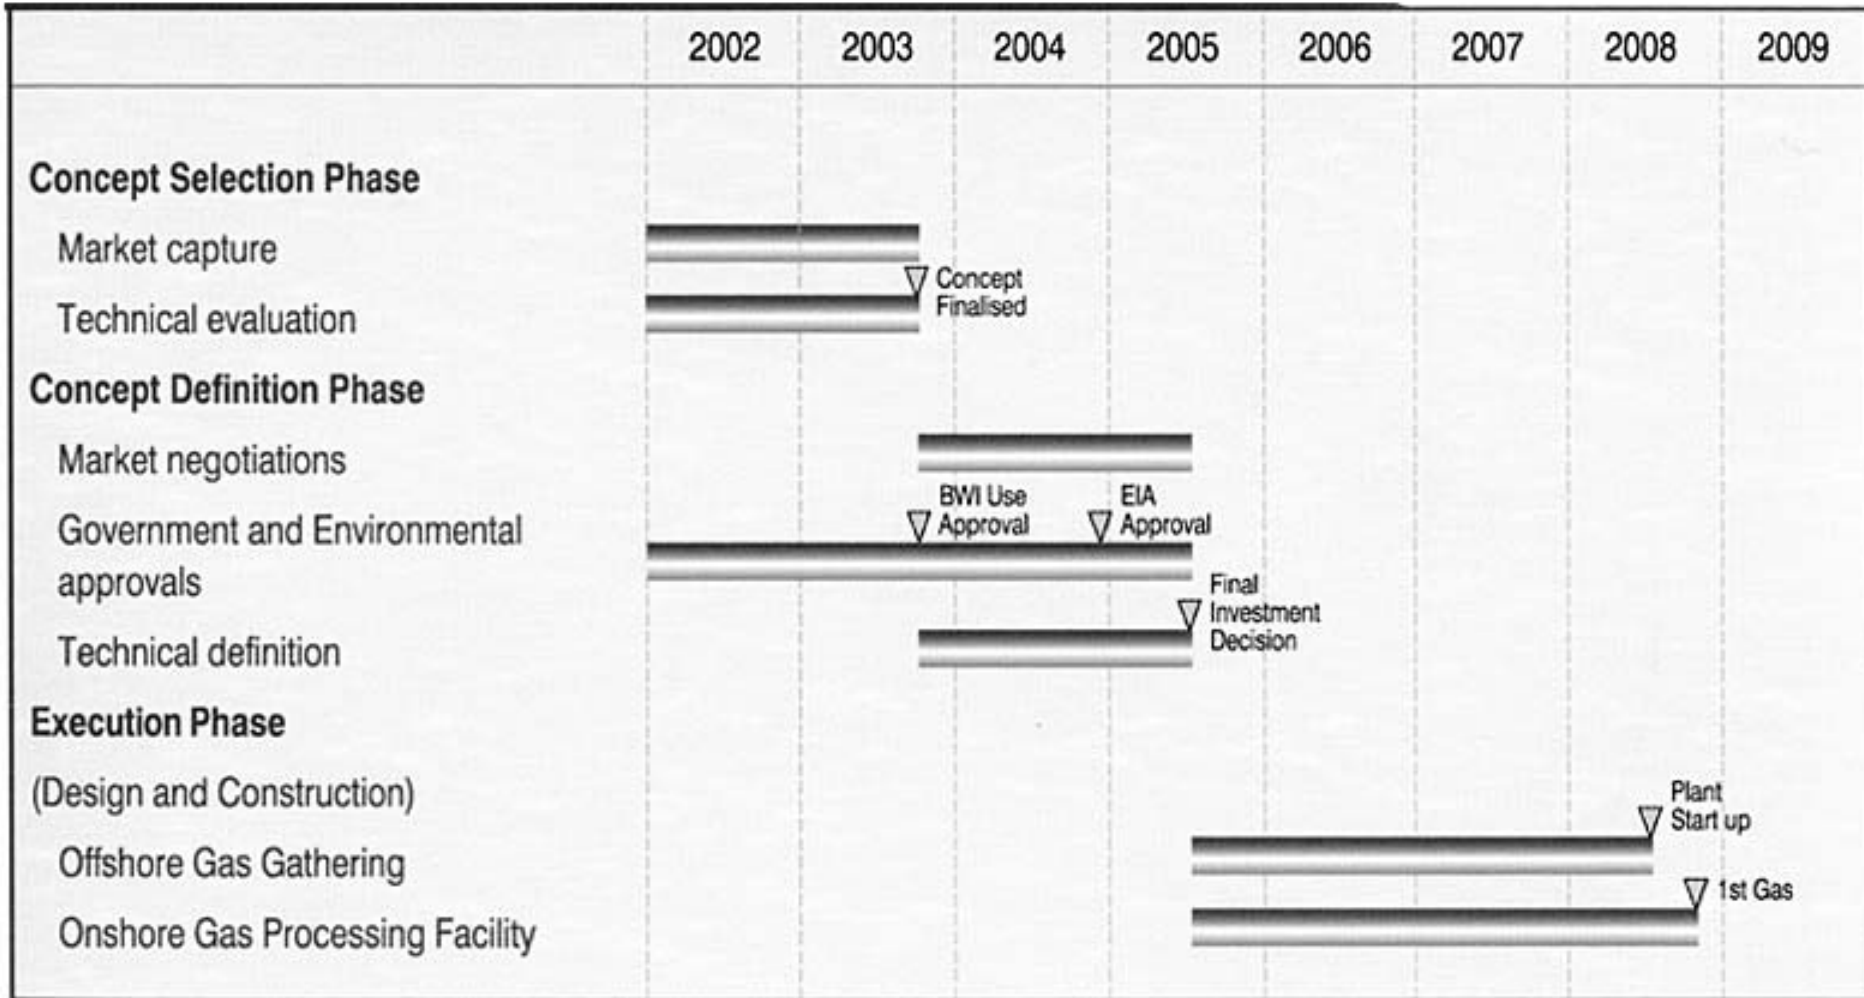 2002 2003 2004 2005 2006 2007 2008 2009
Concept Selection Phase
Market capture
Concept
Finalised
Technical evaluation
Concept Definition Phase
Market negotiations
BWI Use
Approval
EIA
Approval
Government and Environmental
approvals
Final
Investment
Decision
Technical definition
Execution Phase
(Design and Construction)
Plant
Start up
Offshore Gas Gathering
1st Gas
Onshore Gas Processing Facility